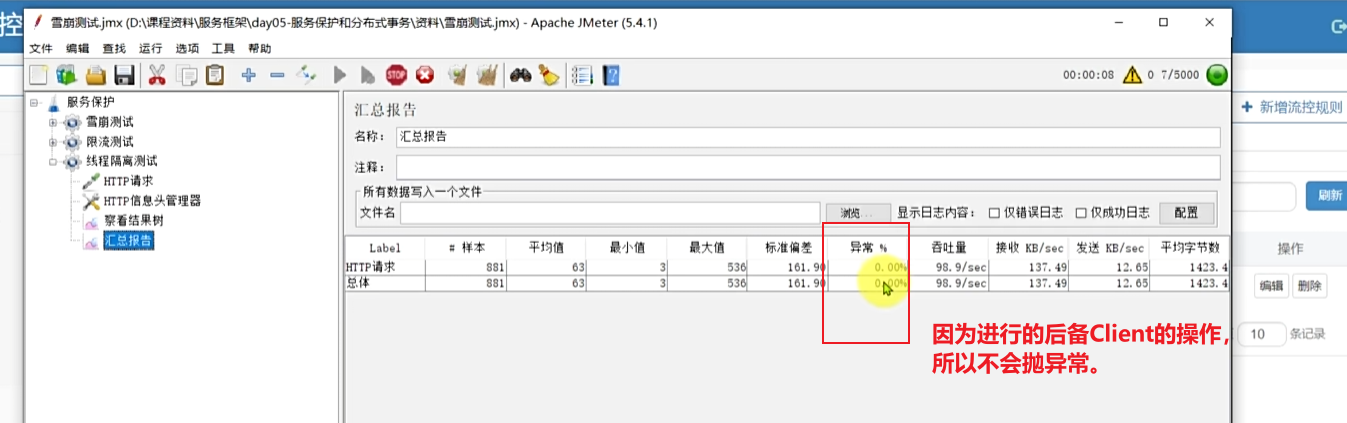 控
雪崩测试.jmx (D:\课程资料\服务框架\day05-服务保护和分布式事务\资料\雪崩测试.jmx) - Apache JMeter (5.4.1)
文件 编辑 查找 运行 选项 工具 帮助
STOP
00:00:08 0 7/5000
服务保护
雪崩测试
限流测试
线程隔离测试
HTTP请求
HTTP信息头管理器
察看结果树
汇总报告
汇总报告
名称： 汇总报告
注释：
所有数据写入一个文件
文件名 浏览... 显示日志内容： 仅错误日志 仅成功日志 配置
Label # 样本 平均值 最小值 最大值 标准偏差 异常 % 吞吐量 接收 KB/sec 发送 KB/sec 平均字节数
HTTP请求 881 63 3 536 161.90 0.00% 98.9/sec 137.49 12.65 1423.4
总体 881 63 3 536 161.90 0.00% 98.9/sec 137.49 12.65 1423.4
因为进行的后备Client的操作，
所以不会抛异常。
+ 新增流控规则
刷新
操作
编辑 删除
10 条记录